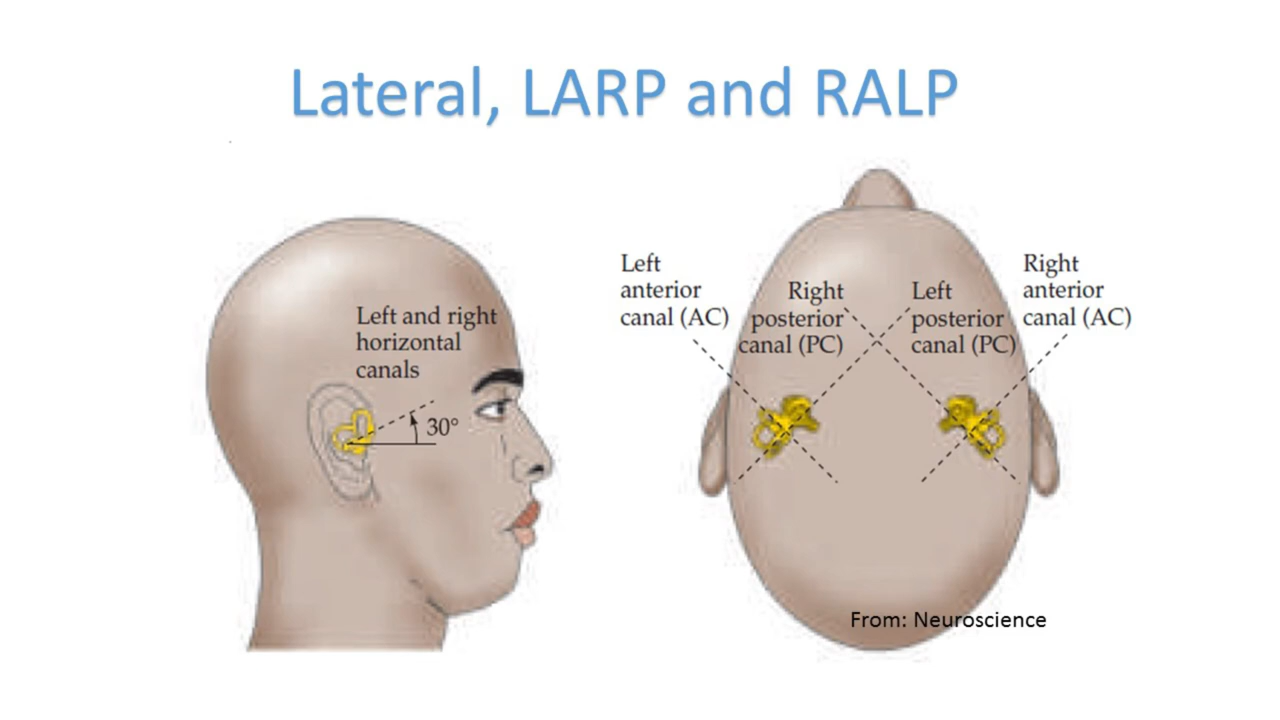 Lateral, LARP and RALP
Left and right
horizontal
canals
30°
Left
anterior
canal (AC)
Right
posterior
canal (PC)
Left
posterior
canal (PC)
Right
anterior
canal (AC)
From: Neuroscience